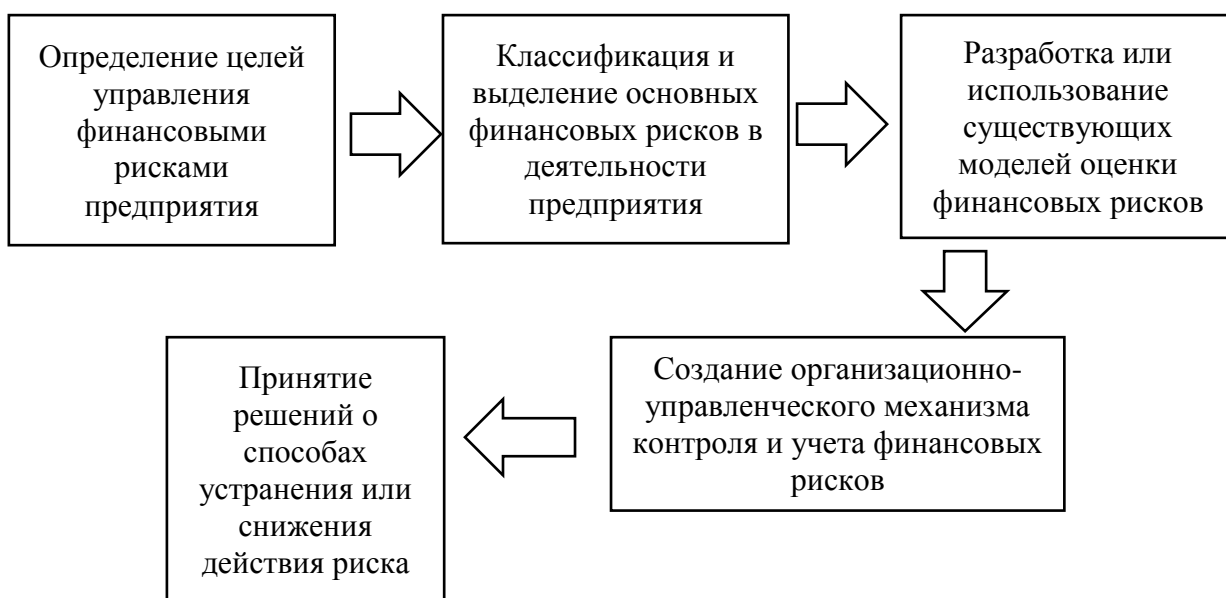 Определение целей
управления
финансовыми
рисками
предприятия
Классификация и
выделение основных
финансовых рисков в
деятельности
предприятия
Разработка или
использование
существующих
моделей оценки
финансовых рисков
Создание организационно-
управленческого механизма
контроля и учета финансовых
рисков
Принятие
решений о
способах
устранения или
снижения
действия риска